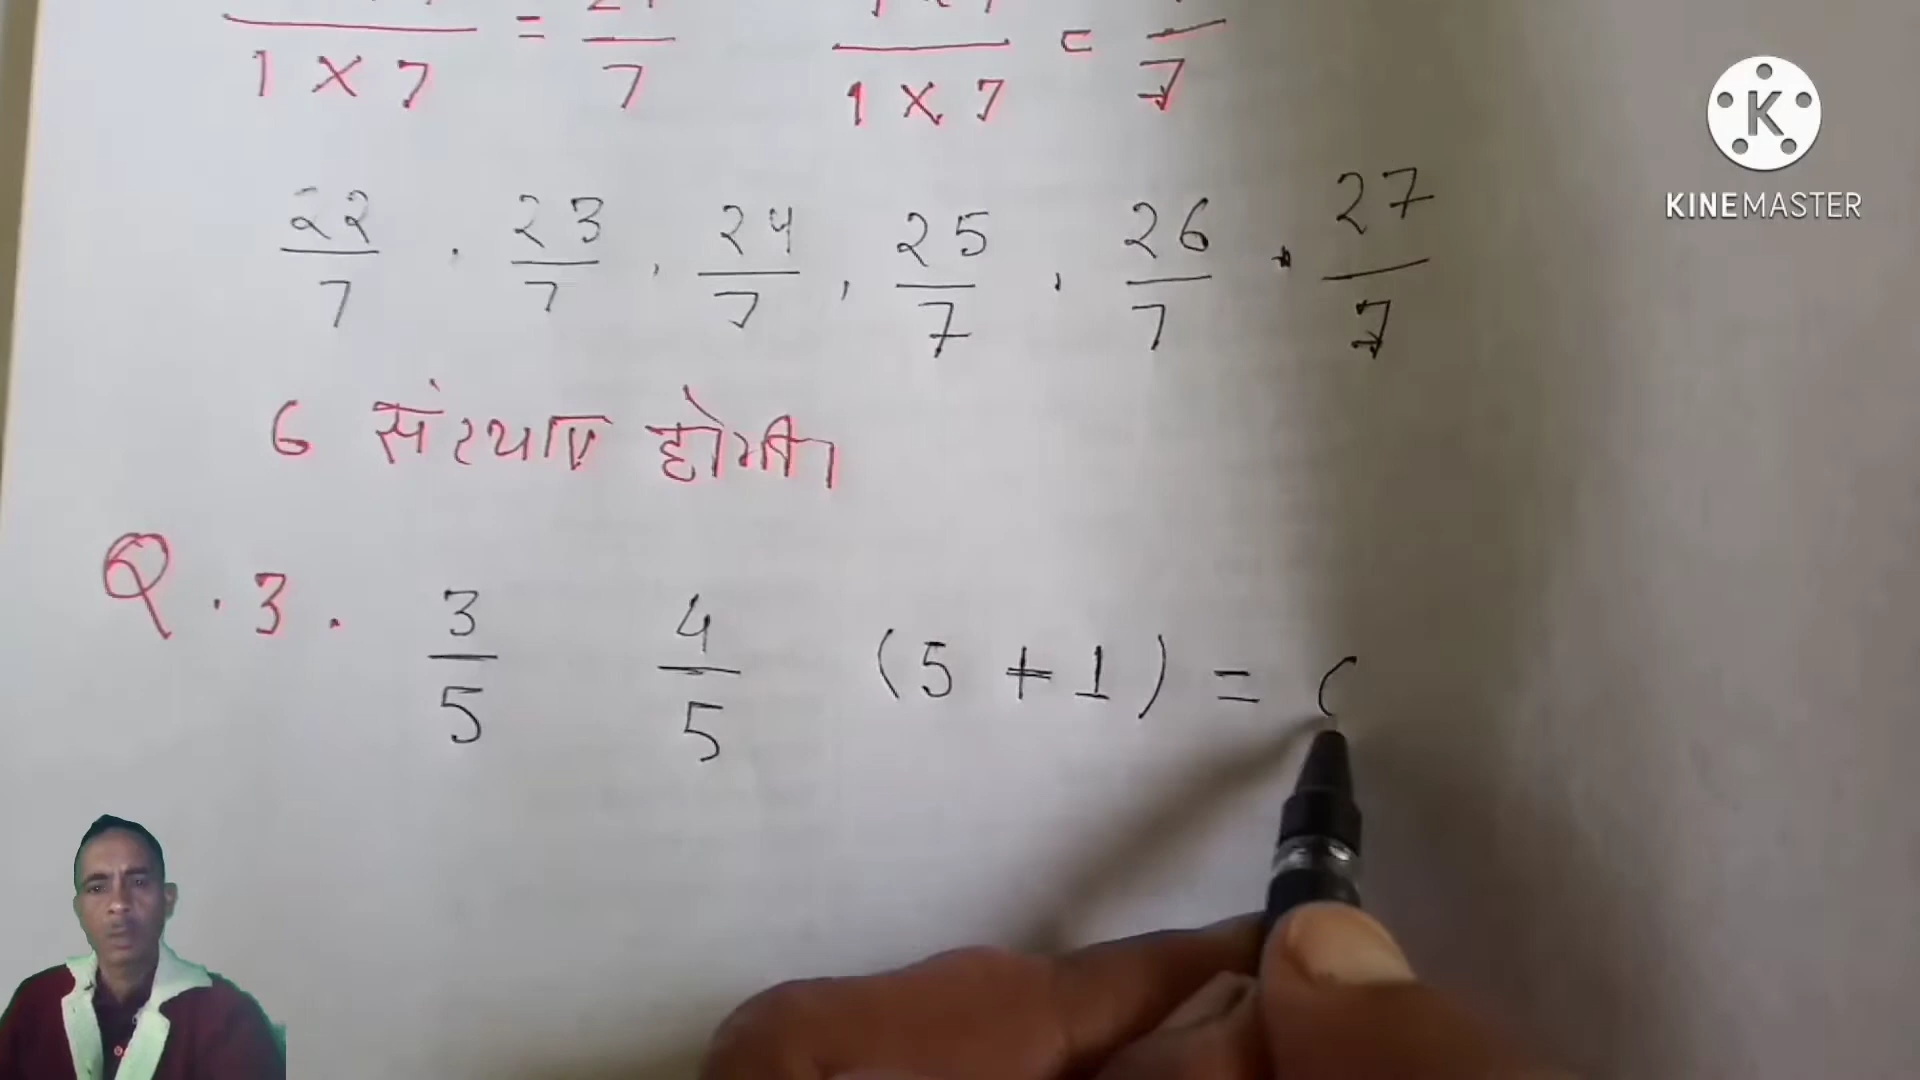 1 × 7 = 7 1 × 7 = 7
22/7 , 23/7 , 24/7 , 25/7 , 26/7 , 27/7
6 संख्याए होगी।
Q . 3 . 3/5 4/5 (5 + 1) =
KINEMASTER